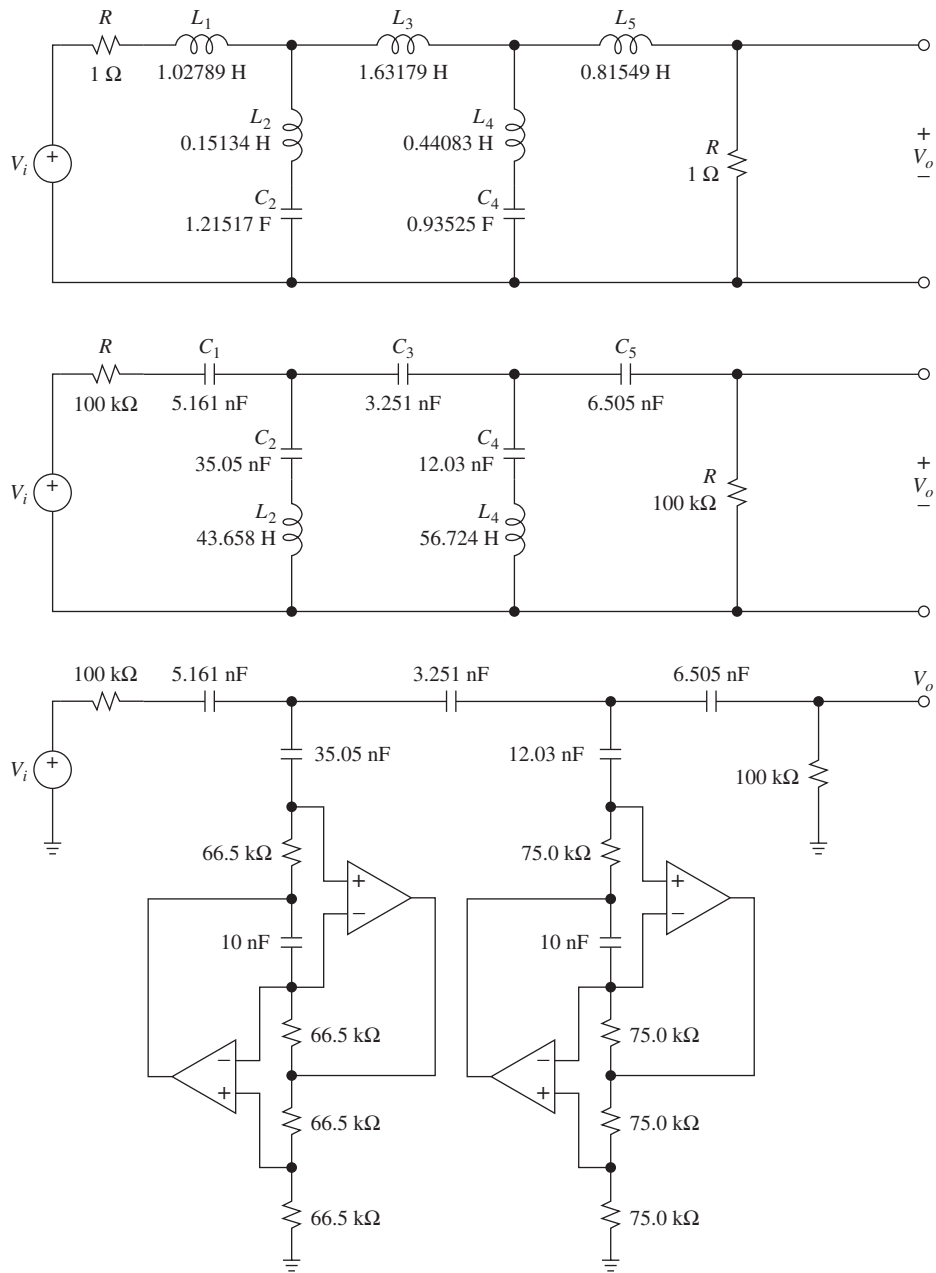 R L₁ L₃ L₅
1 Ω 1.02789 H 1.63179 H 0.81549 H
L₂ L₄
0.15134 H 0.44083 H
+
Vᵢ + R Vₒ
1 Ω −
C₂ C₄
1.21517 F 0.93525 F
R C₁ C₃ C₅
100 kΩ 5.161 nF 3.251 nF 6.505 nF
C₂ C₄
35.05 nF 12.03 nF
+
Vᵢ + R Vₒ
100 kΩ −
L₂ L₄
43.658 H 56.724 H
100 kΩ 5.161 nF 3.251 nF 6.505 nF Vₒ
35.05 nF 12.03 nF
Vᵢ + 100 kΩ
66.5 kΩ 75.0 kΩ
+ +
− −
10 nF 10 nF
66.5 kΩ 75.0 kΩ
− −
+ +
66.5 kΩ 75.0 kΩ
66.5 kΩ 75.0 kΩ